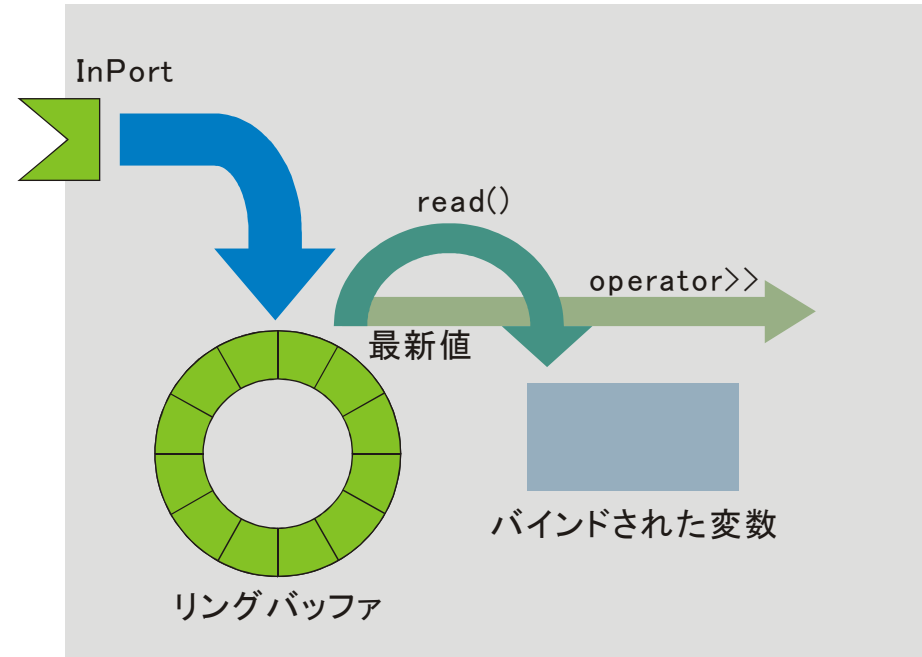 InPort
read()
operator>>
最新値
バインドされた変数
リングバッファ